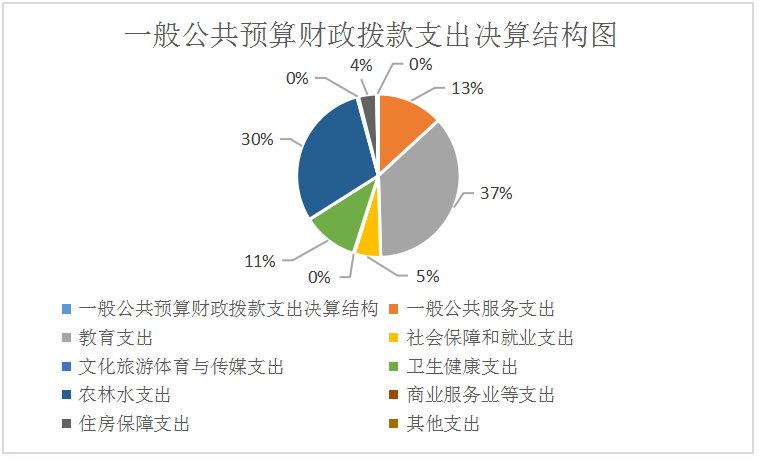 一般公共预算财政拨款支出决算结构图
4%
0%
0%
13%
30%
37%
11%
0%
5%
一般公共预算财政拨款支出决算结构
一般公共服务支出
教育支出
社会保障和就业支出
文化旅游体育与传媒支出
卫生健康支出
农林水支出
商业服务业等支出
住房保障支出
其他支出